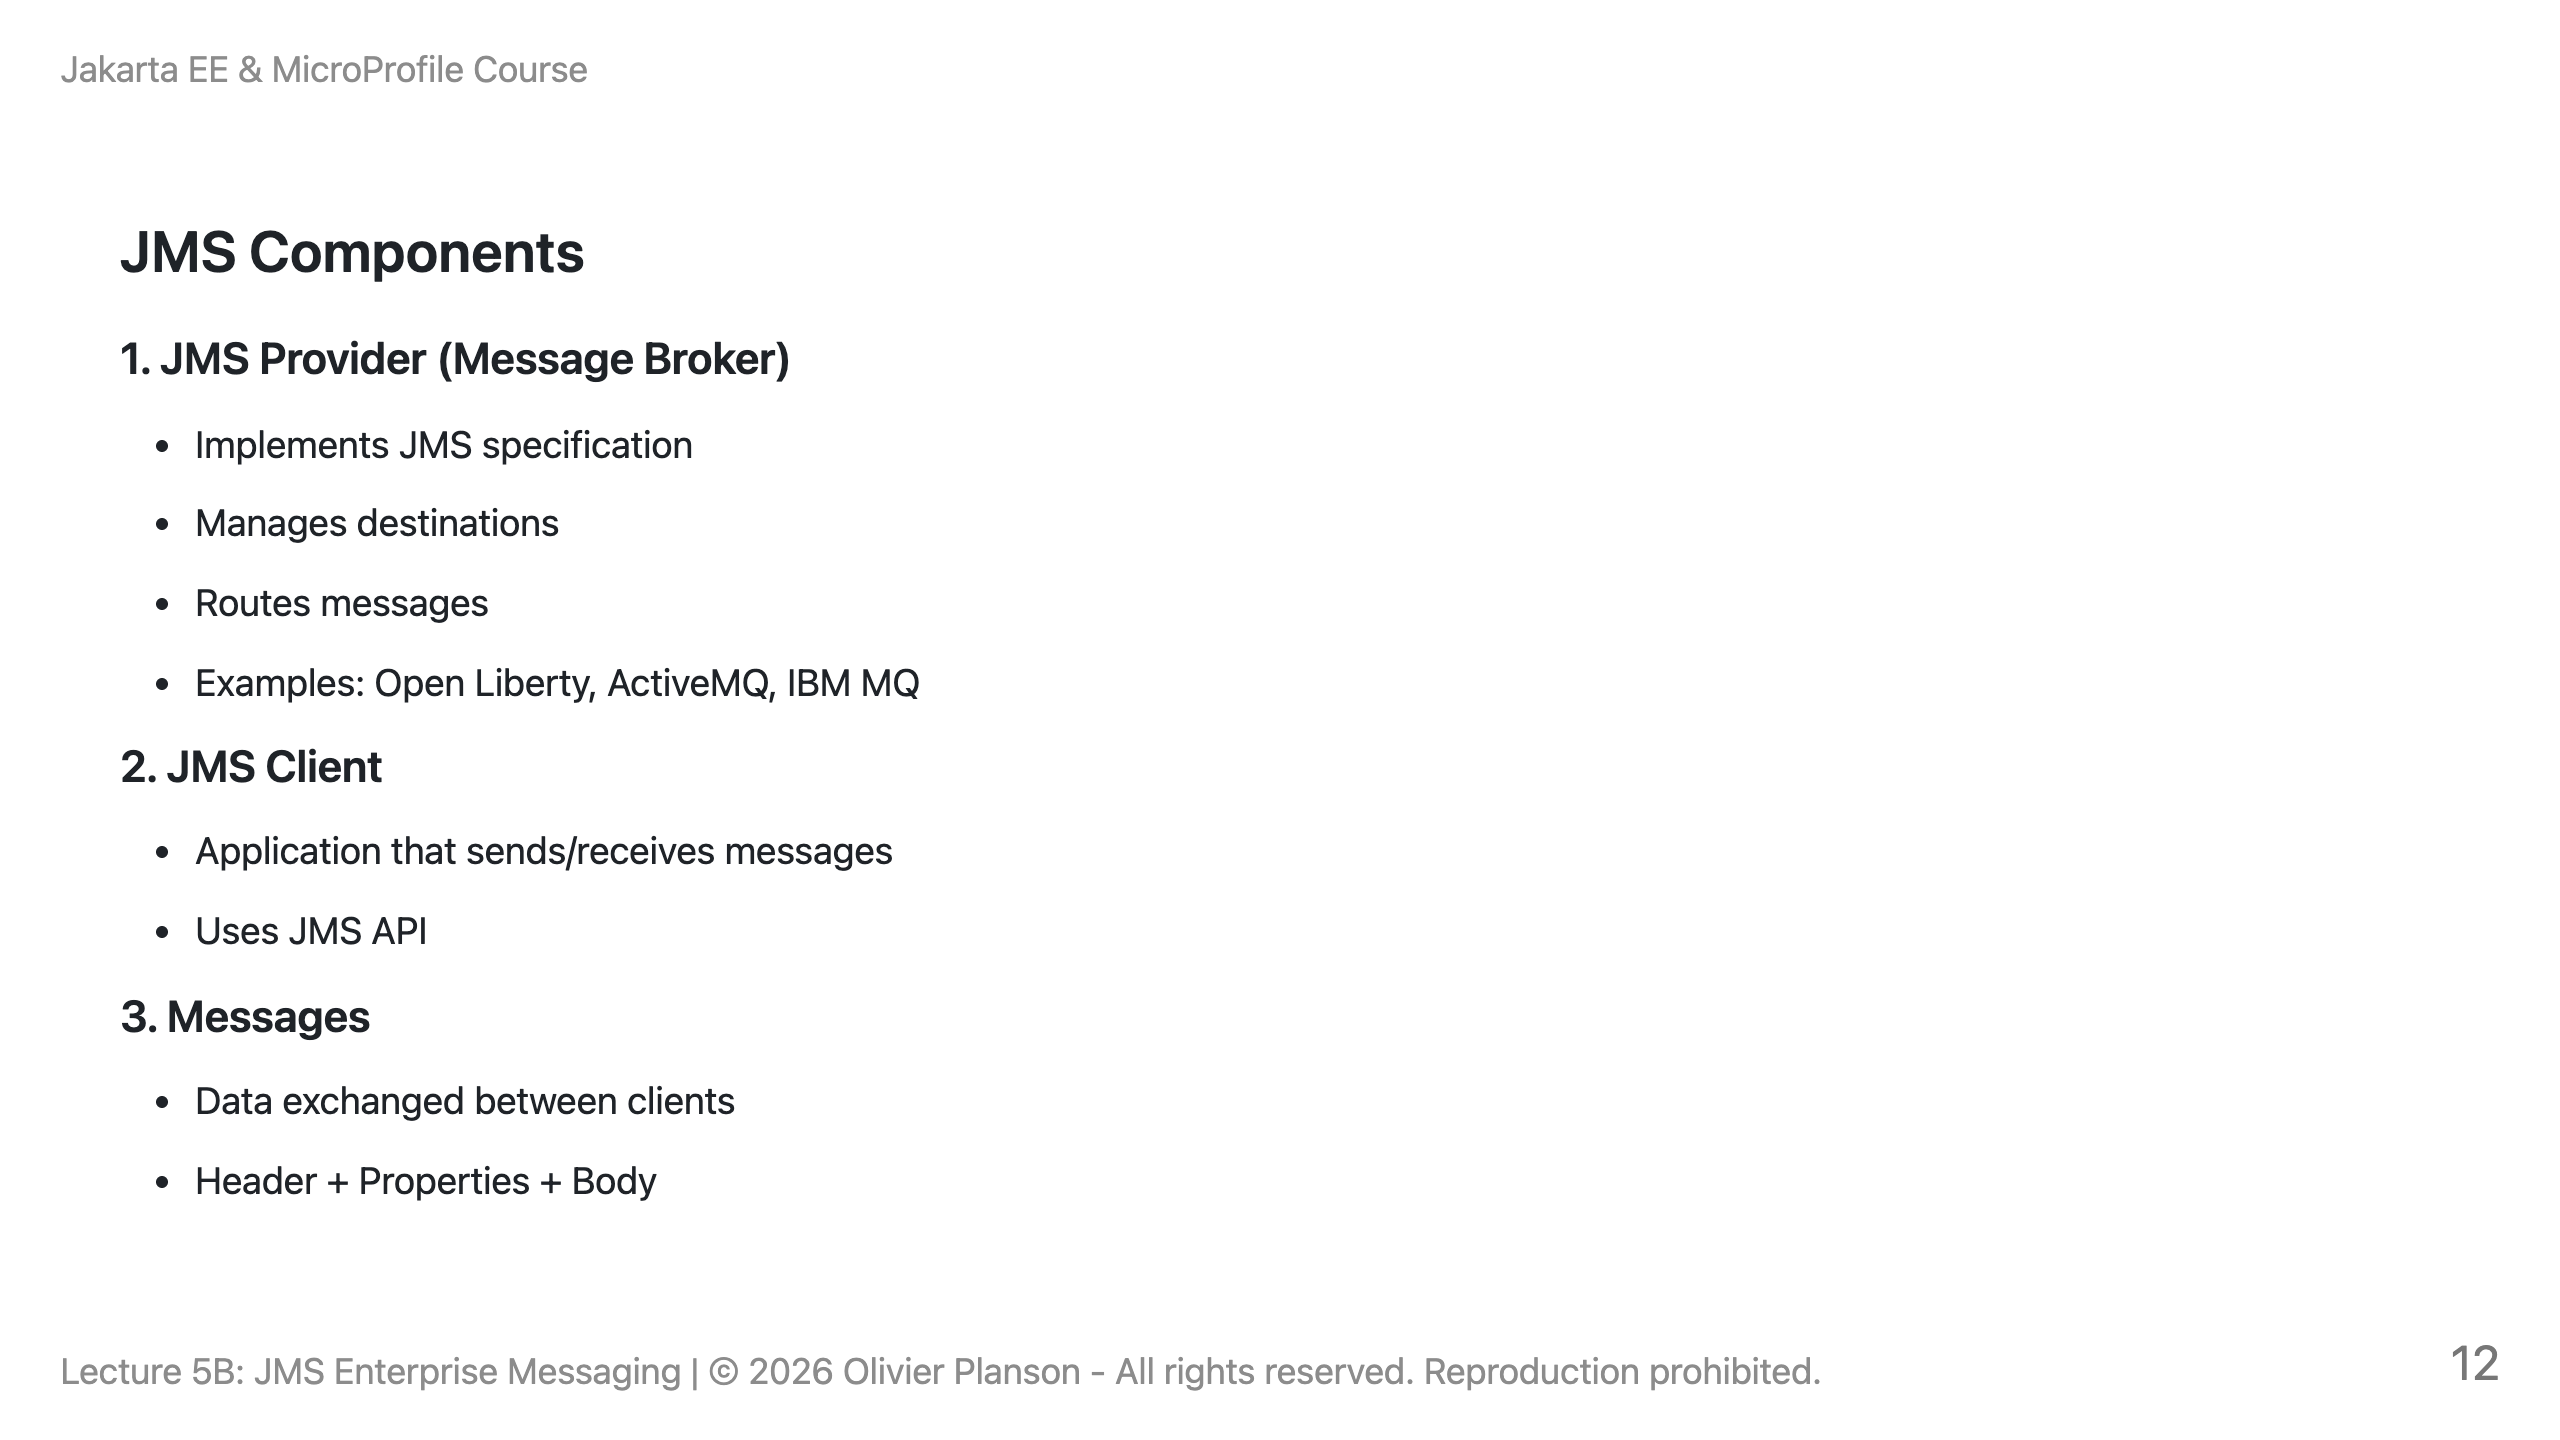 Jakarta EE & MicroProfile Course
JMS Components
1. JMS Provider (Message Broker)
• Implements JMS specification
• Manages destinations
• Routes messages
• Examples: Open Liberty, ActiveMQ, IBM MQ
2. JMS Client
• Application that sends/receives messages
• Uses JMS API
3. Messages
• Data exchanged between clients
• Header + Properties + Body
Lecture 5B: JMS Enterprise Messaging | © 2026 Olivier Planson - All rights reserved. Reproduction prohibited.
12